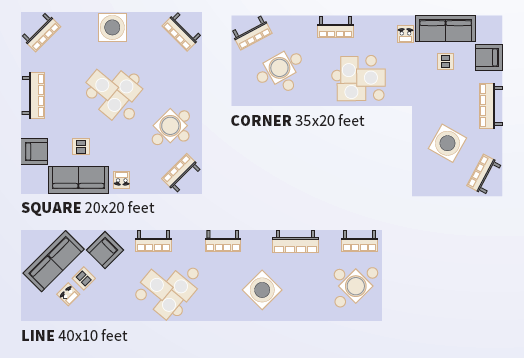 CORNER 35x20 feet
SQUARE 20x20 feet
LINE 40x10 feet